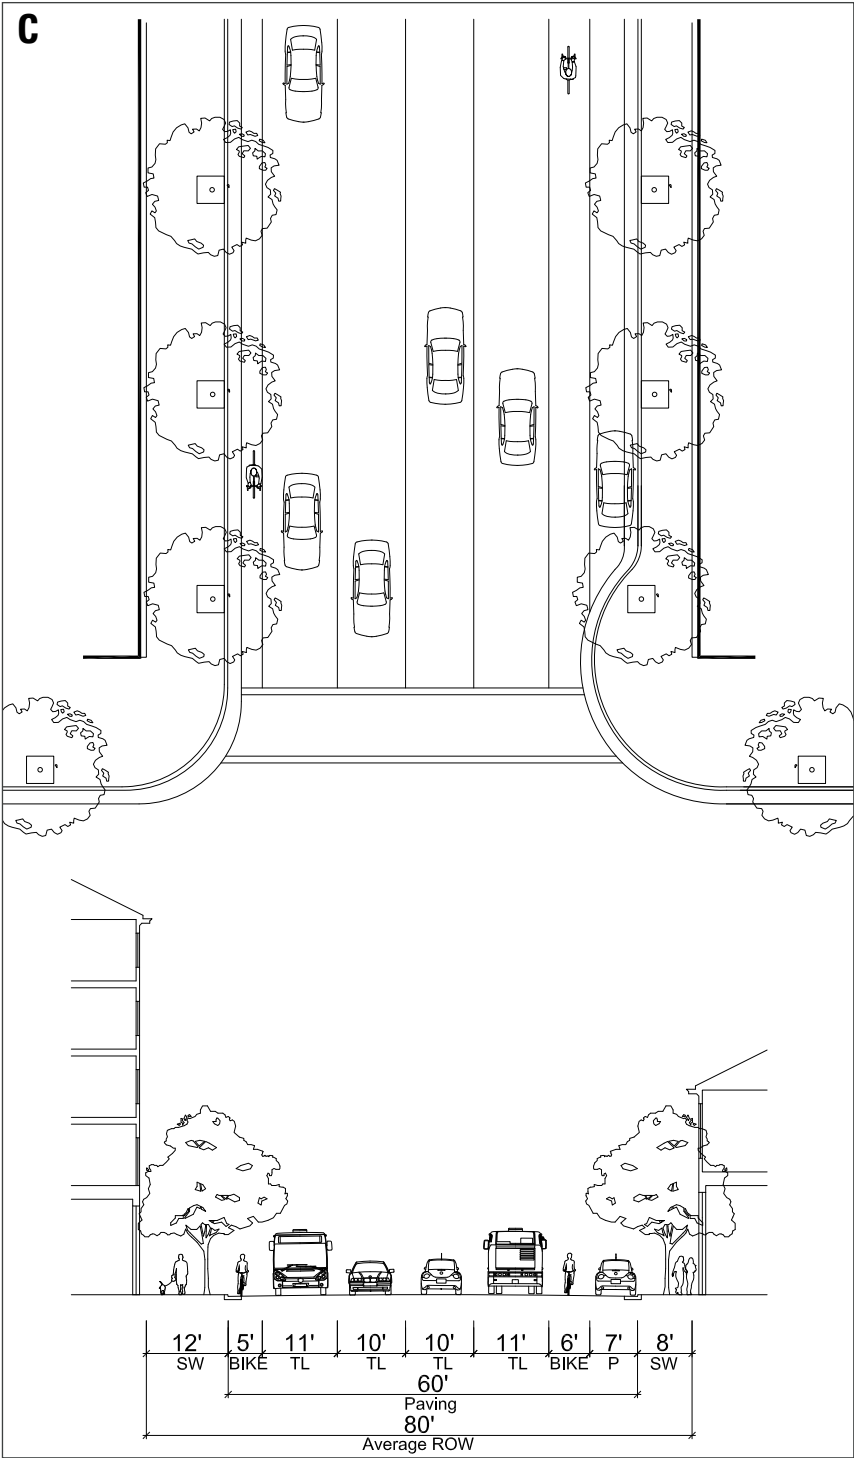 C
12' 5' 11' 10' 10' 11' 6' 7' 8'
SW BIKE TL TL TL TL BIKE P SW
60'
Paving
80'
Average ROW